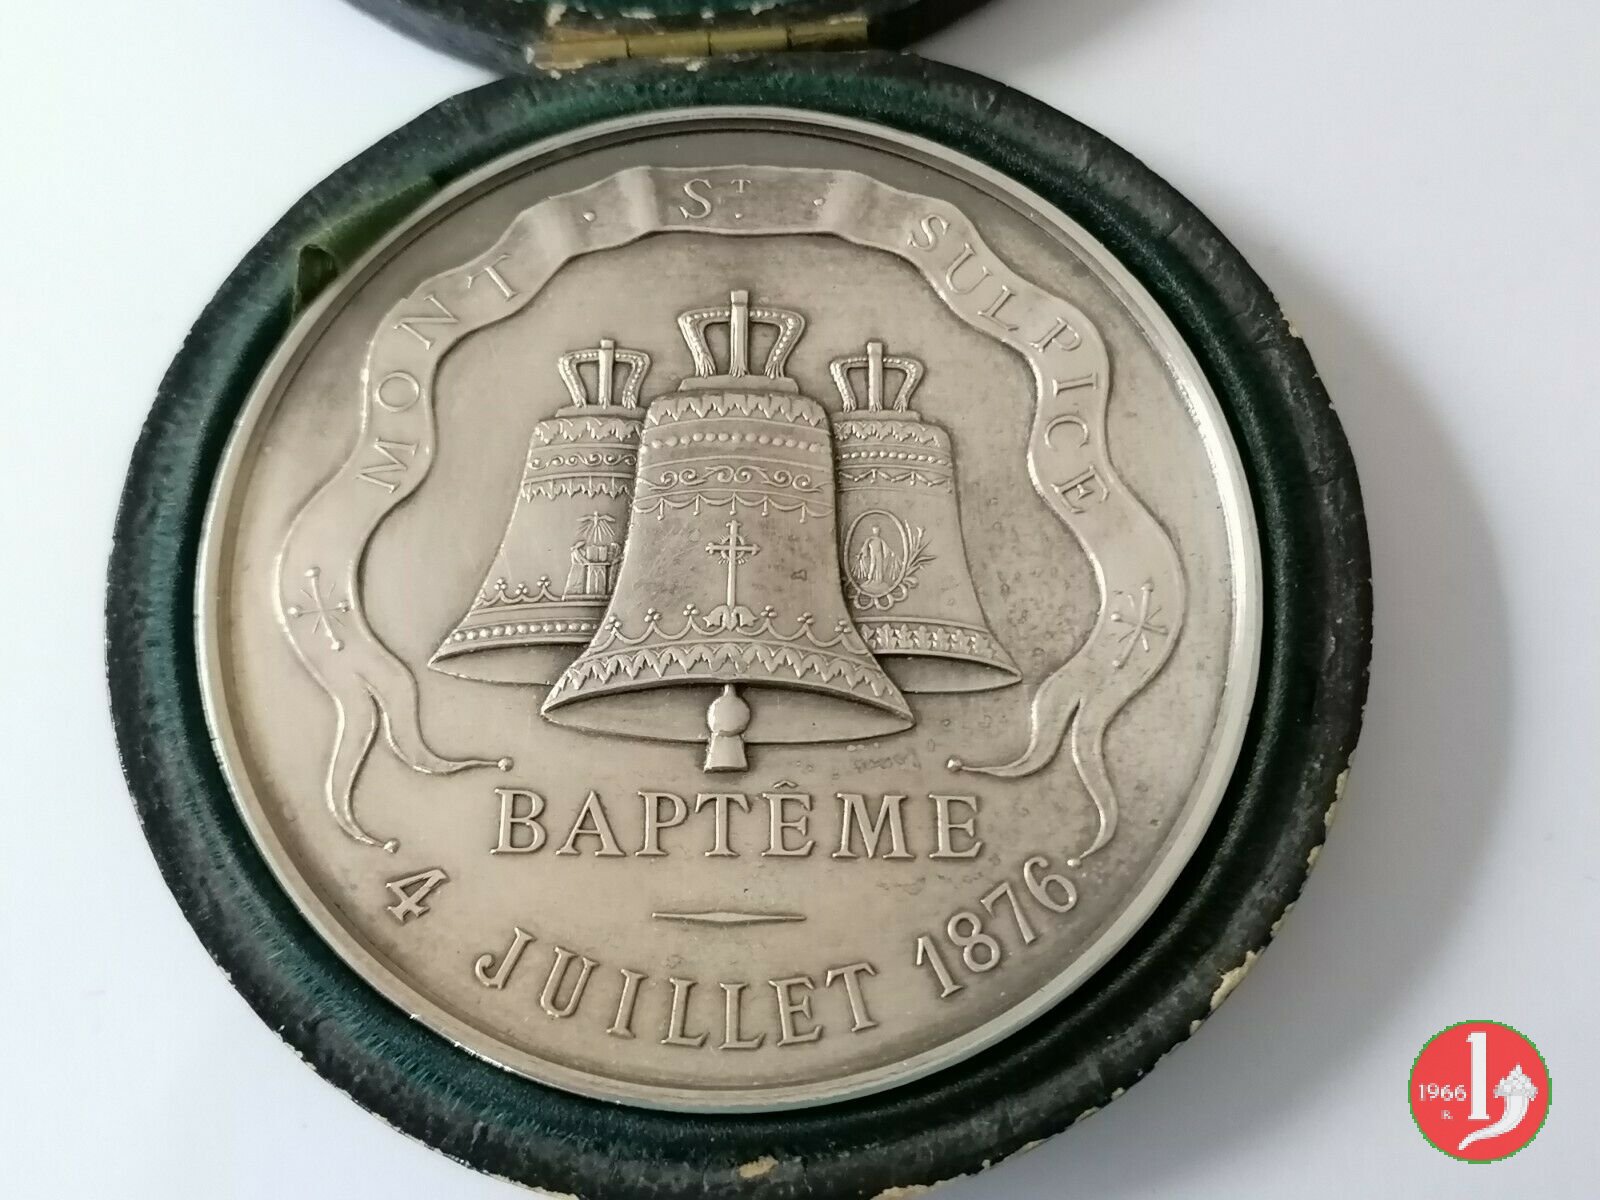 MONT · ST. · SULPICE
BAPTÊME
4 JUILLET 1876
1966
R.